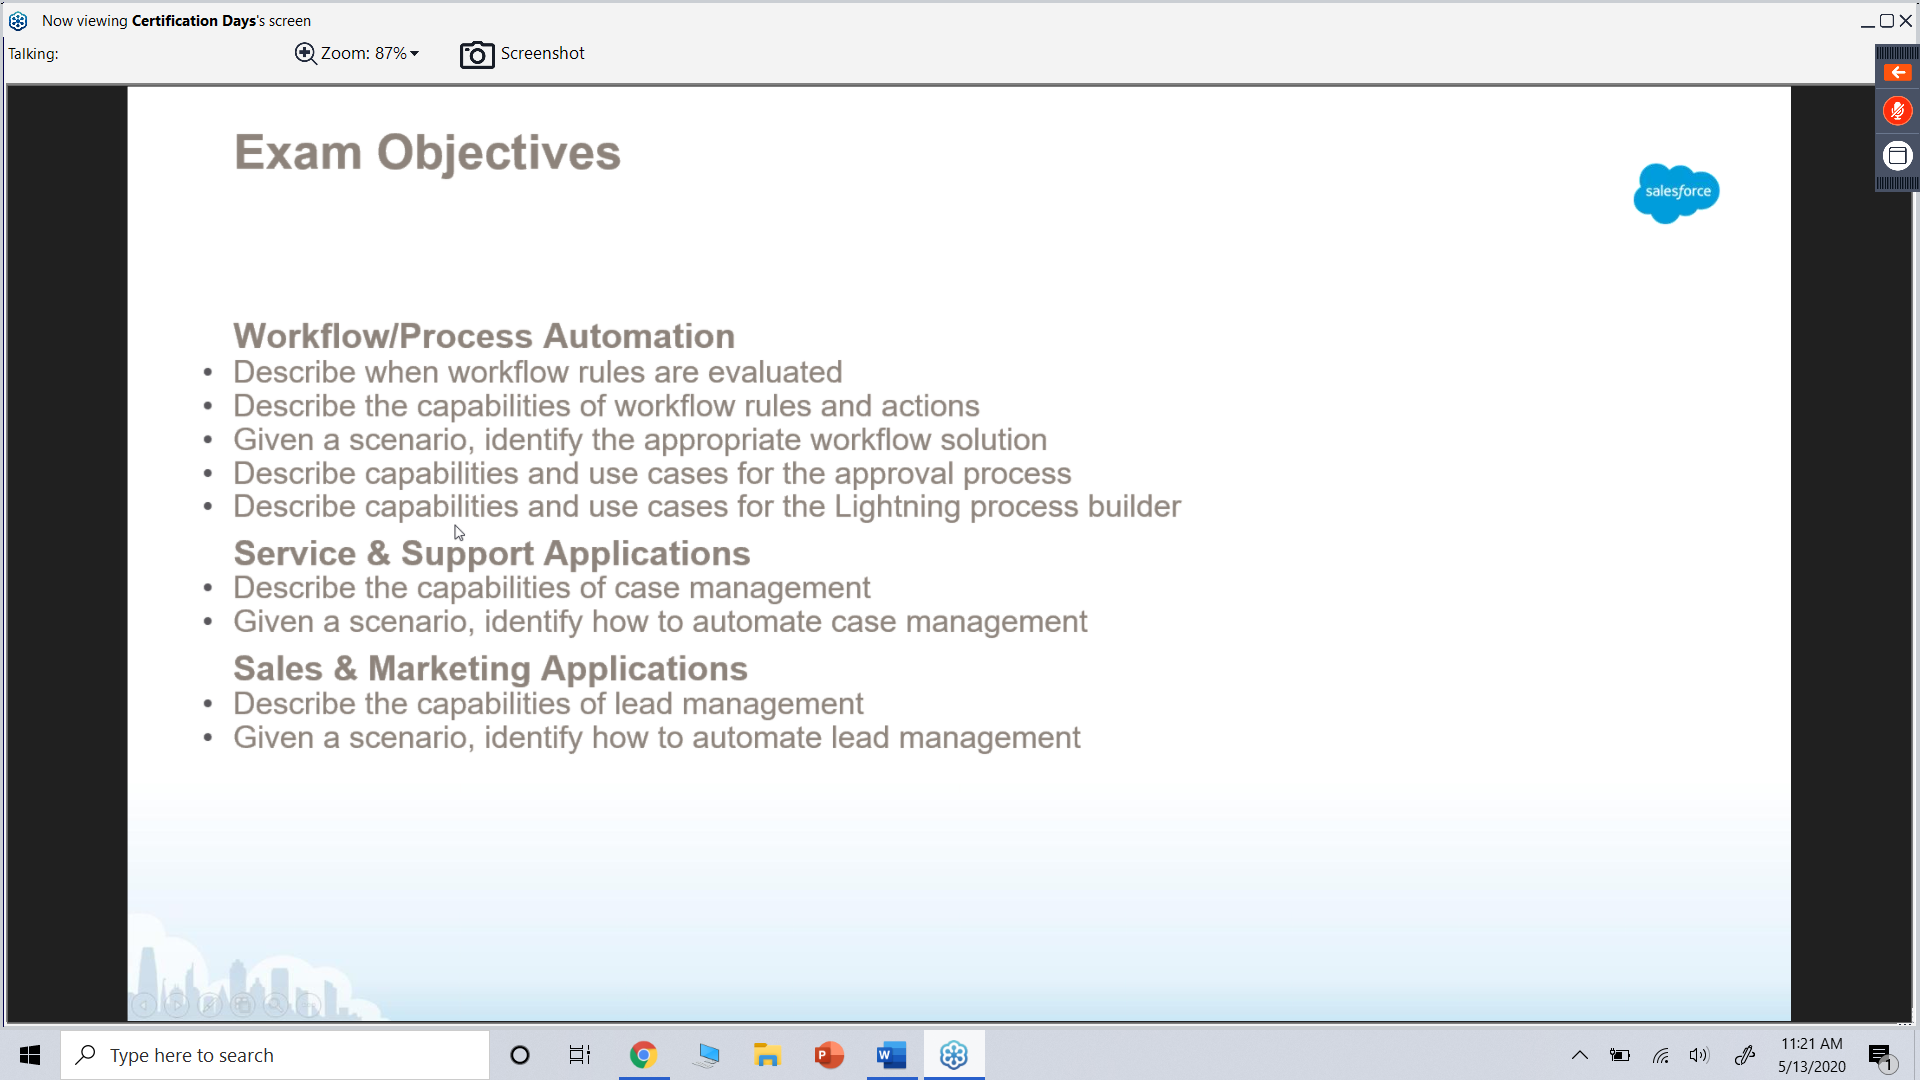 Now viewing Certification Days's screen
Talking:
Zoom: 87%
Screenshot
Exam Objectives
salesforce
Workflow/Process Automation
• Describe when workflow rules are evaluated
• Describe the capabilities of workflow rules and actions
• Given a scenario, identify the appropriate workflow solution
• Describe capabilities and use cases for the approval process
• Describe capabilities and use cases for the Lightning process builder
Service & Support Applications
• Describe the capabilities of case management
• Given a scenario, identify how to automate case management
Sales & Marketing Applications
• Describe the capabilities of lead management
• Given a scenario, identify how to automate lead management
Type here to search
P
W
11:21 AM
5/13/2020
1